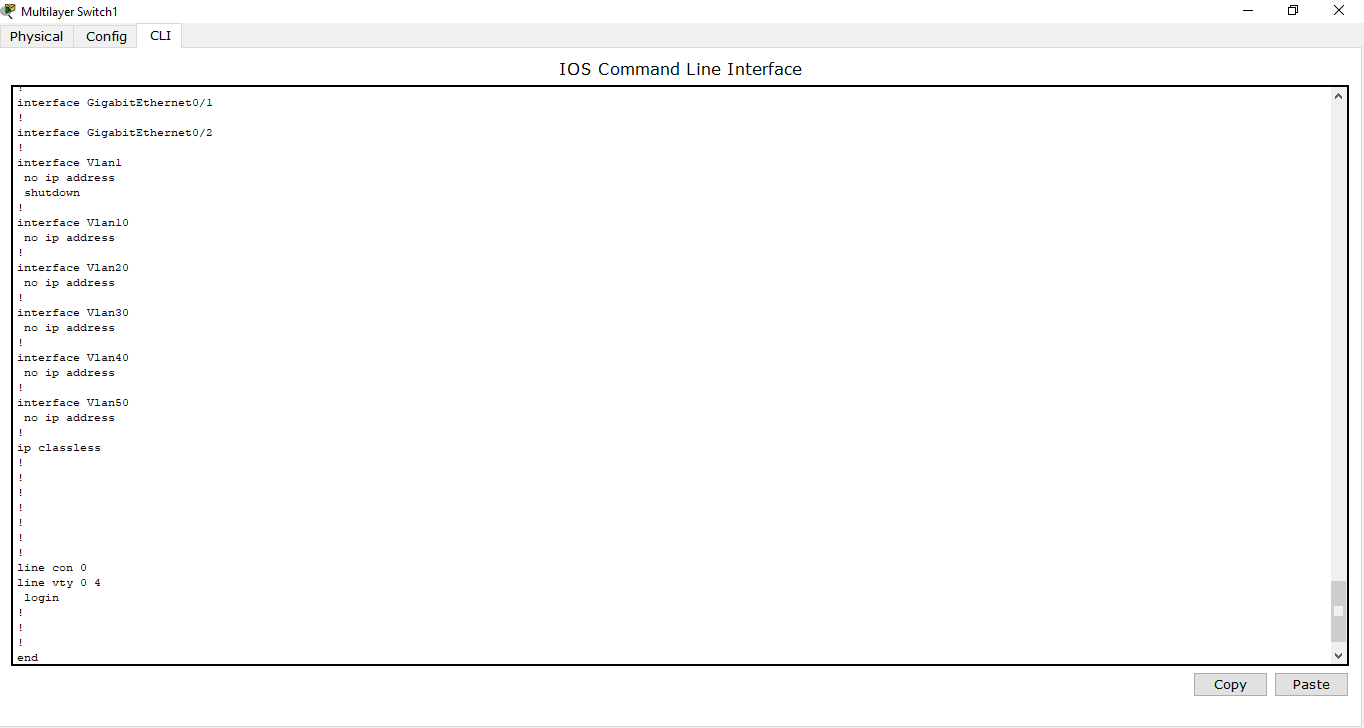 Multilayer Switch1
Physical Config CLI
IOS Command Line Interface
!
interface GigabitEthernet0/1
!
interface GigabitEthernet0/2
!
interface Vlan1
 no ip address
 shutdown
!
interface Vlan10
 no ip address
!
interface Vlan20
 no ip address
!
interface Vlan30
 no ip address
!
interface Vlan40
 no ip address
!
interface Vlan50
 no ip address
!
ip classless
!
!
!
!
!
!
!
line con 0
line vty 0 4
 login
!
!
!
end
Copy Paste